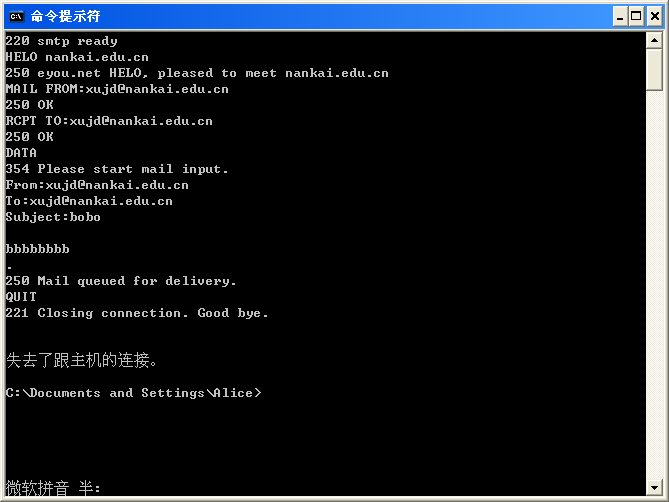 命令提示符
220 smtp ready
HELO nankai.edu.cn
250 eyou.net HELO, pleased to meet nankai.edu.cn
MAIL FROM:xujd@nankai.edu.cn
250 OK
RCPT TO:xujd@nankai.edu.cn
250 OK
DATA
354 Please start mail input.
From:xujd@nankai.edu.cn
To:xujd@nankai.edu.cn
Subject:bobo
bbbbbbbb
.
250 Mail queued for delivery.
QUIT
221 Closing connection. Good bye.
失去了跟主机的连接。
C:\Documents and Settings\Alice>
微软拼音 半: